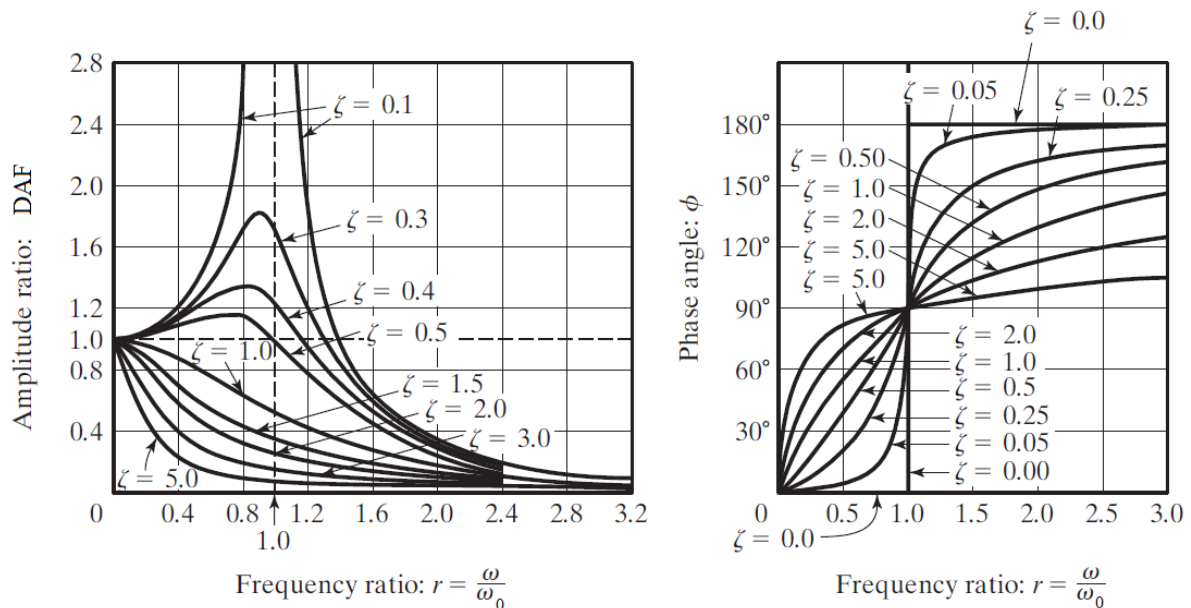 Amplitude ratio: DAF
2.8
2.4
2.0
1.6
1.2
1.0
0.8
0.4
0
ζ = 0.1
ζ = 0.3
ζ = 0.4
ζ = 0.5
ζ = 1.0
ζ = 1.5
ζ = 2.0
ζ = 3.0
ζ = 5.0
0 0.4 0.8 1.2 1.6 2.0 2.4 2.8 3.2
1.0
Frequency ratio: r = ω/ω₀
Phase angle: ϕ
ζ = 0.0
180°
150°
120°
90°
60°
30°
ζ = 0.05
ζ = 0.25
ζ = 0.50
ζ = 1.0
ζ = 2.0
ζ = 5.0
ζ = 5.0
ζ = 2.0
ζ = 1.0
ζ = 0.5
ζ = 0.25
ζ = 0.05
ζ = 0.00
0 0.5 1.0 1.5 2.0 2.5 3.0
ζ = 0.0
Frequency ratio: r = ω/ω₀